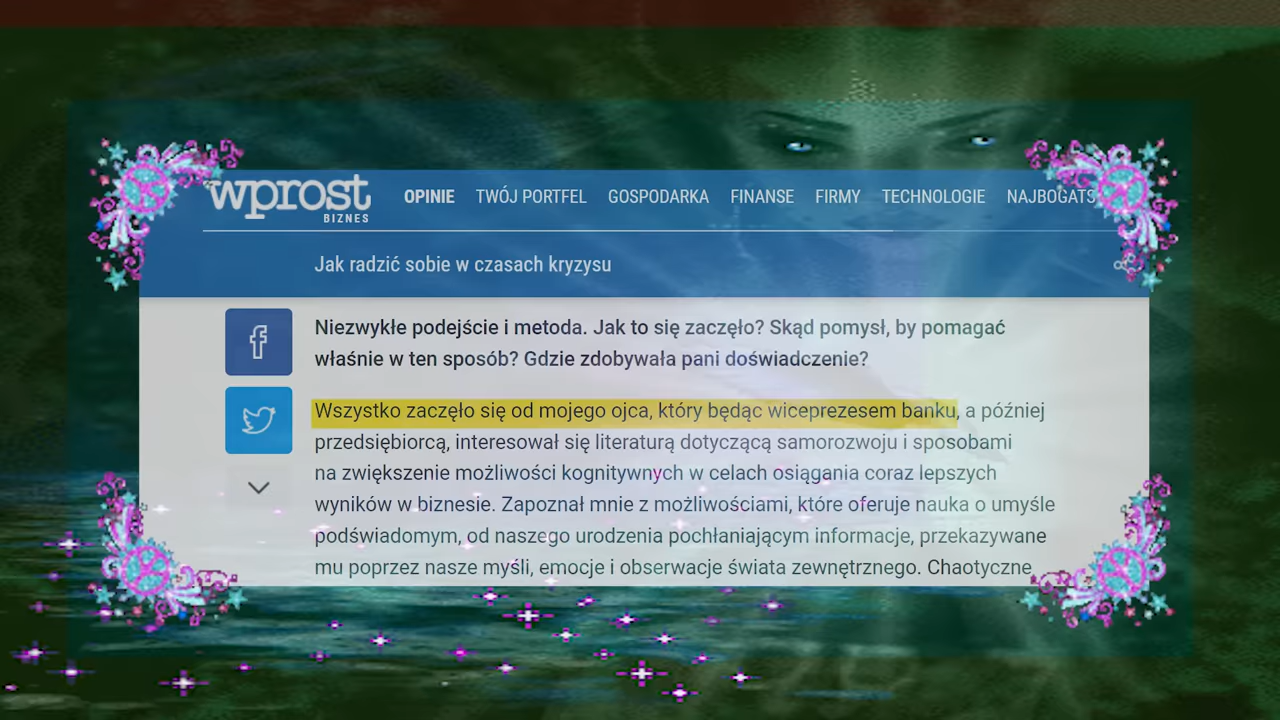 wprost
BIZNES
OPINIE TWÓJ PORTFEL GOSPODARKA FINANSE FIRMY TECHNOLOGIE NAJBOGATS
Jak radzić sobie w czasach kryzysu
Niezwykłe podejście i metoda. Jak to się zaczęło? Skąd pomysł, by pomagać
właśnie w ten sposób? Gdzie zdobywała pani doświadczenie?
Wszystko zaczęło się od mojego ojca, który będąc wiceprezesem banku, a później
przedsiębiorcą, interesował się literaturą dotyczącą samorozwoju i sposobami
na zwiększenie możliwości kognitywnych w celach osiągania coraz lepszych
wyników w biznesie. Zapoznał mnie z możliwościami, które oferuje nauka o umyśle
podświadomym, od naszego urodzenia pochłaniającym informacje, przekazywane
mu poprzez nasze myśli, emocje i obserwacje świata zewnętrznego. Chaotyczne